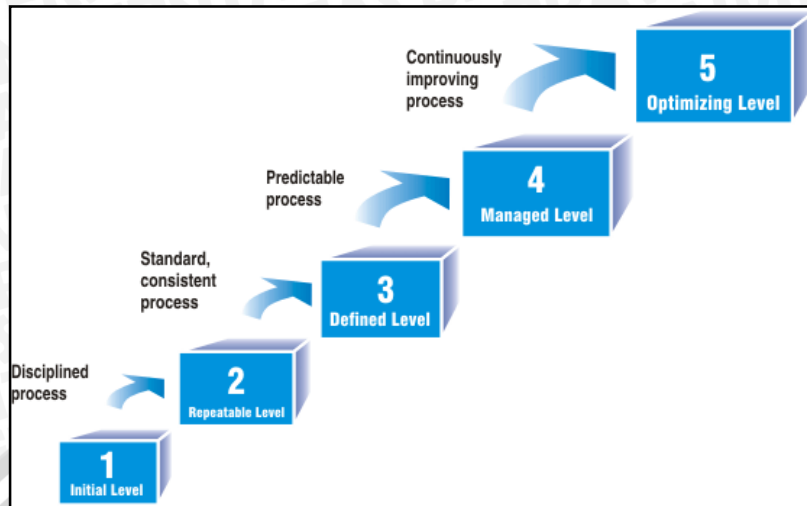 Continuously
improving
process
5
Optimizing Level
Predictable
process
4
Managed Level
Standard,
consistent
process
3
Defined Level
Disciplined
process
2
Repeatable Level
1
Initial Level